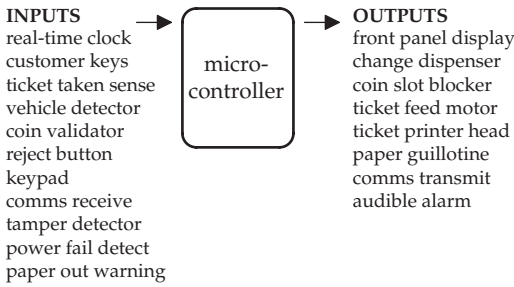 INPUTS
real-time clock
customer keys
ticket taken sense
vehicle detector
coin validator
reject button
keypad
comms receive
tamper detector
power fail detect
paper out warning
micro-
controller
OUTPUTS
front panel display
change dispenser
coin slot blocker
ticket feed motor
ticket printer head
paper guillotine
comms transmit
audible alarm